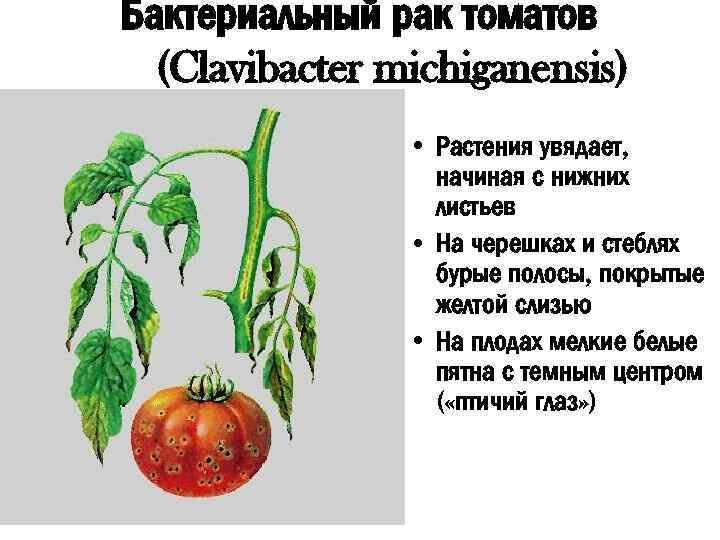 Бактериальный рак томатов
(Clavibacter michiganensis)
• Растения увядает,
начиная с нижних
листьев
• На черешках и стеблях
бурые полосы, покрытые
желтой слизью
• На плодах мелкие белые
пятна с темным центром
(«птичий глаз»)